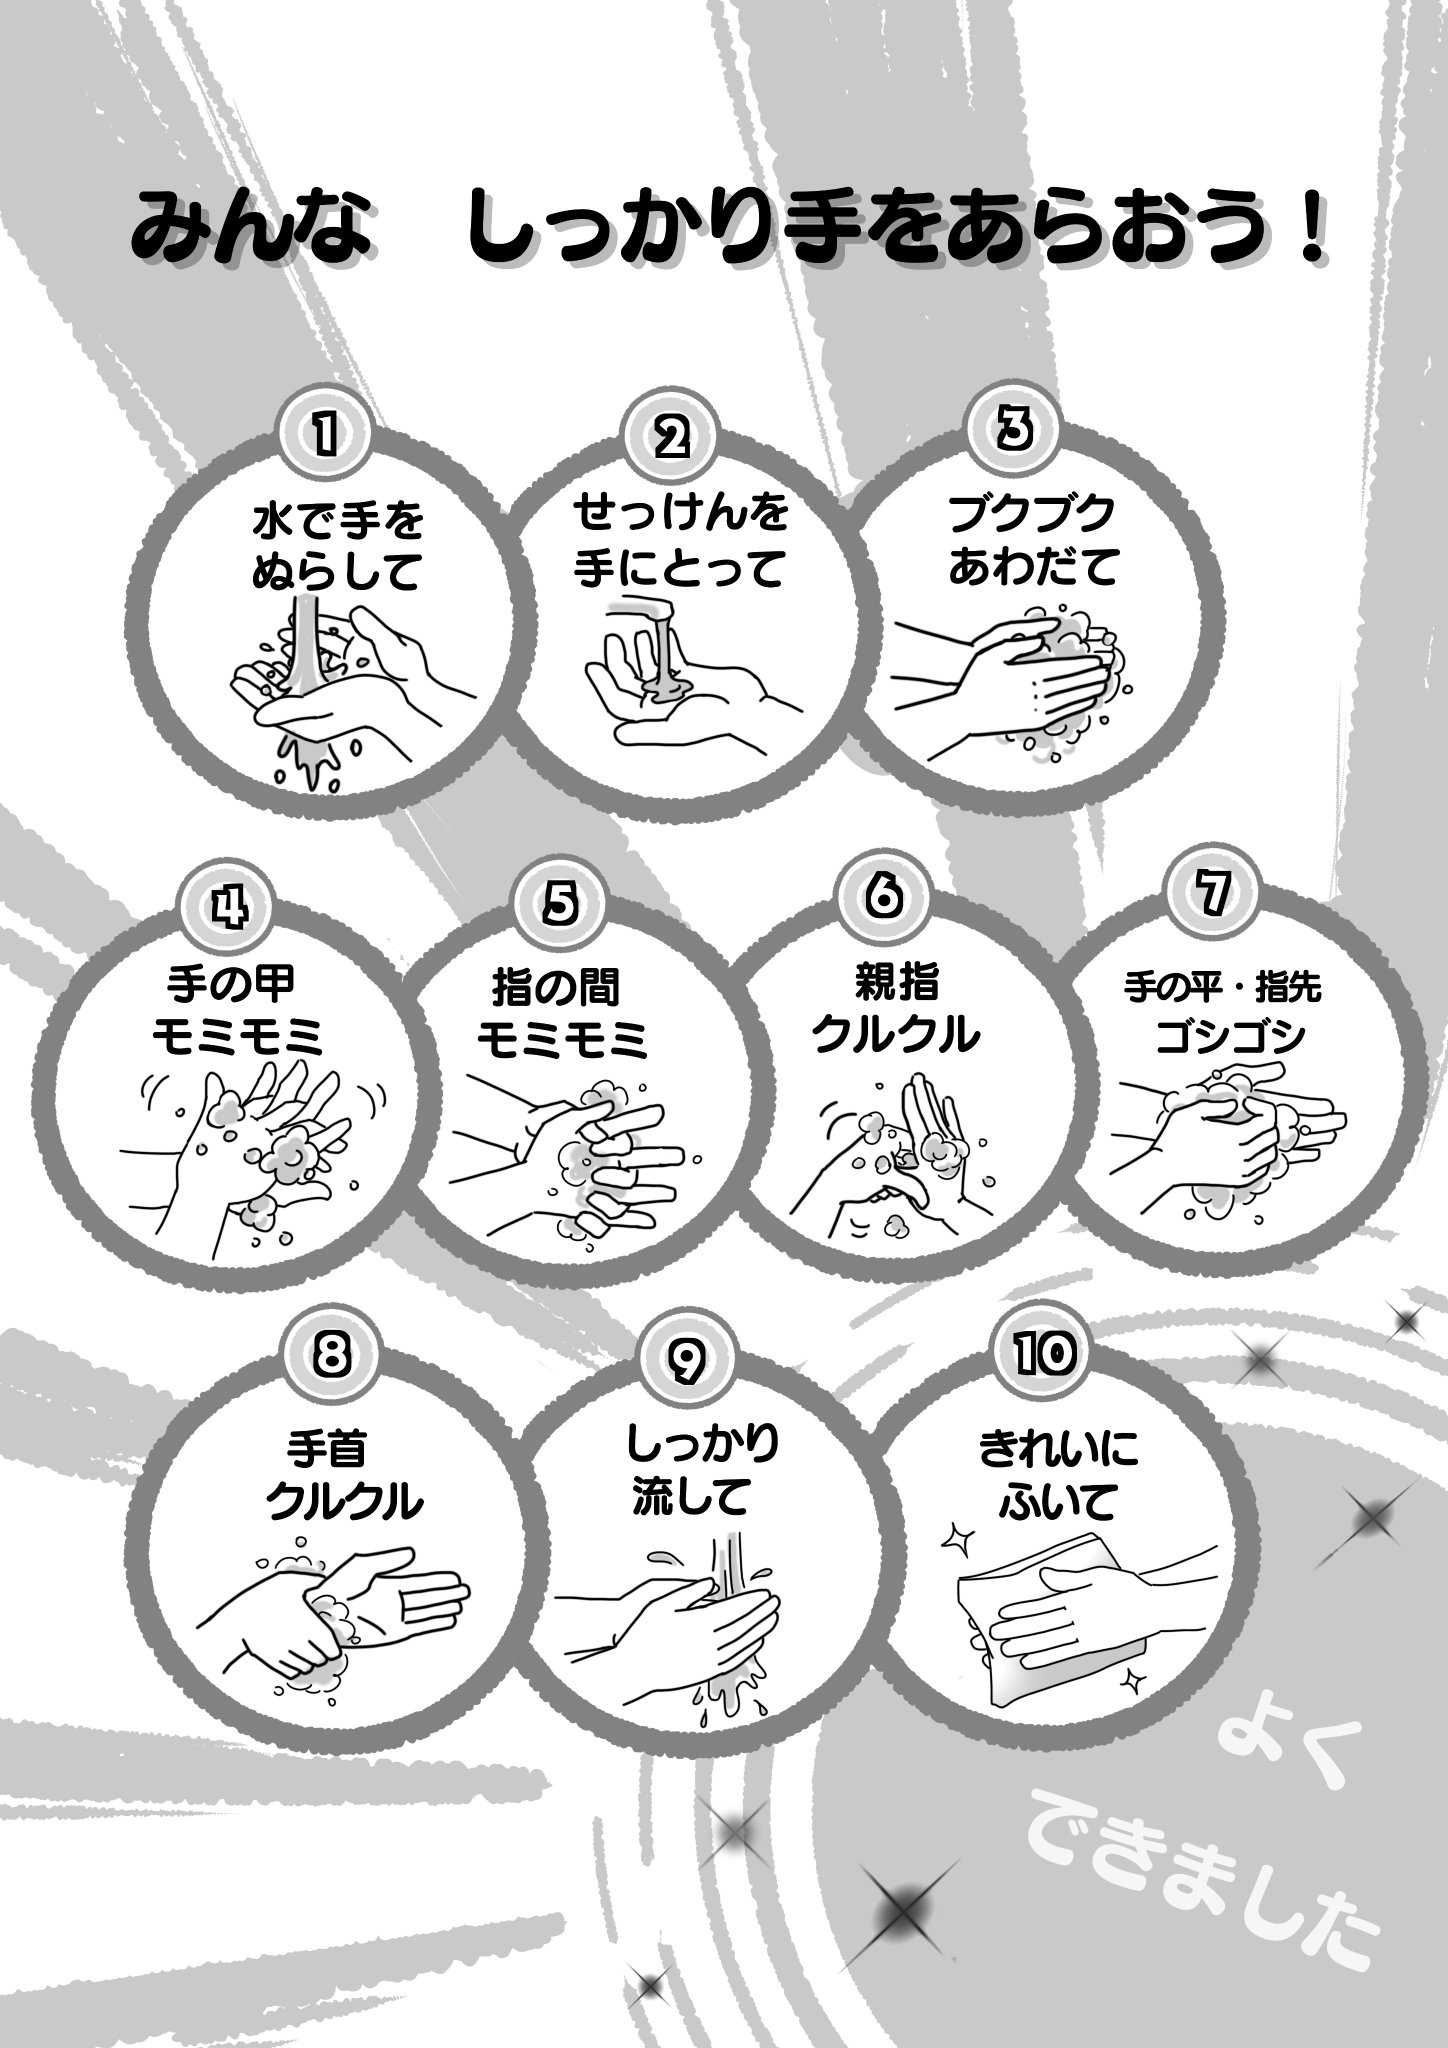 みんな　しっかり手をあらおう！
1
水で手を
ぬらして
2
せっけんを
手にとって
3
ブクブク
あわだて
4
手の甲
モミモミ
5
指の間
モミモミ
6
親指
クルクル
7
手の平・指先
ゴシゴシ
8
手首
クルクル
9
しっかり
流して
10
きれいに
ふいて
よく
できました